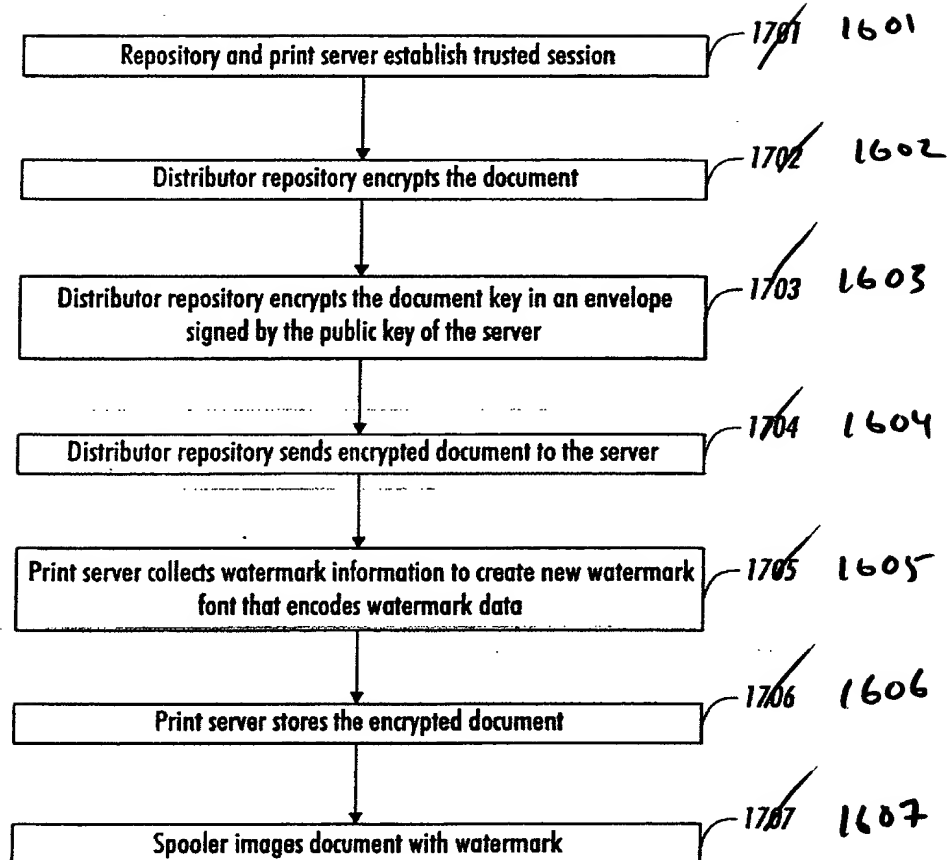 Repository and print server establish trusted session
1701 1601
Distributor repository encrypts the document
1702 1602
Distributor repository encrypts the document key in an envelope
signed by the public key of the server
1703 1603
Distributor repository sends encrypted document to the server
1704 1604
Print server collects watermark information to create new watermark
font that encodes watermark data
1705 1605
Print server stores the encrypted document
1706 1606
Spooler images document with watermark
1707 1607